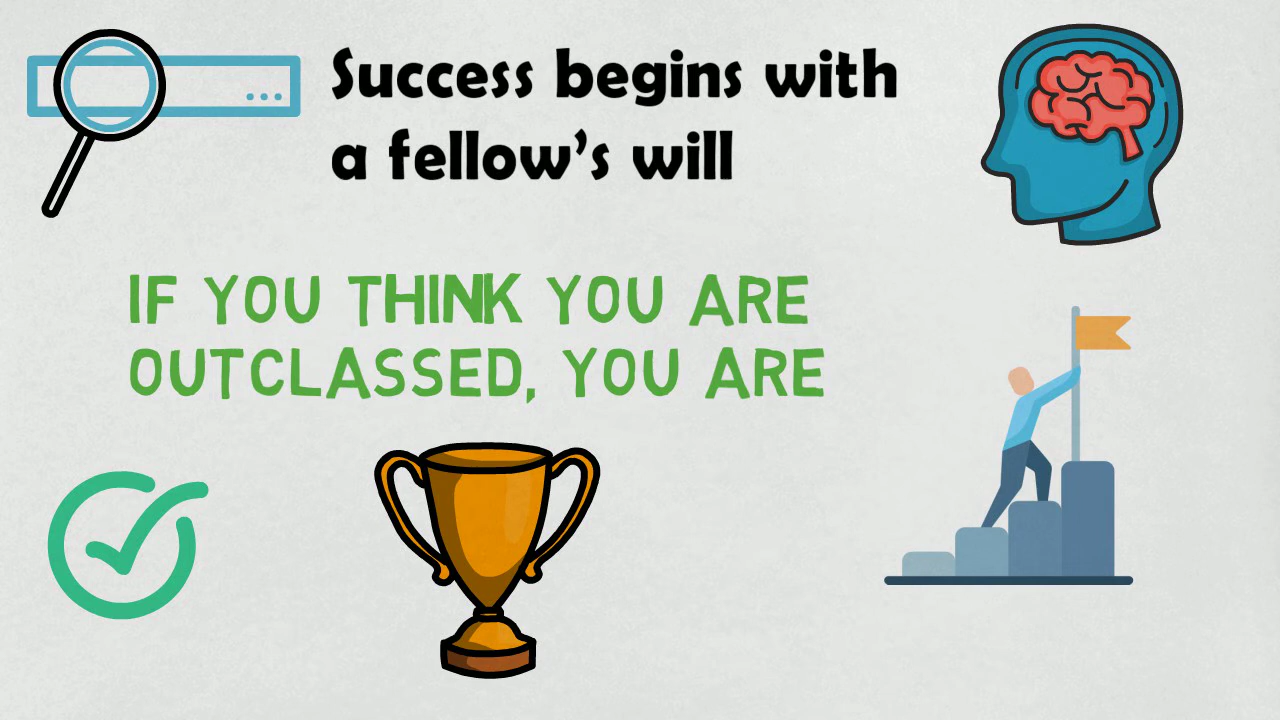 Success begins with
a fellow’s will
IF YOU THINK YOU ARE
OUTCLASSED, YOU ARE